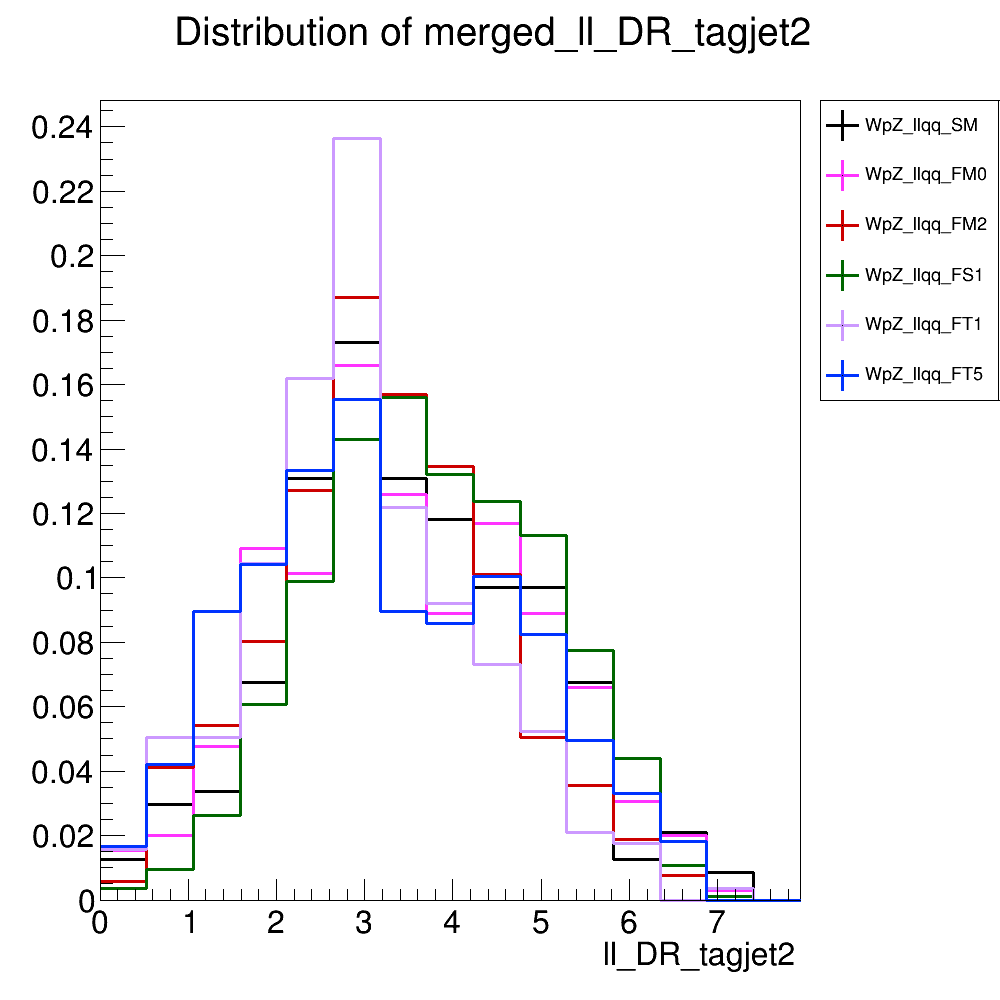 Distribution of merged_ll_DR_tagjet2
0.24
0.22
0.2
0.18
0.16
0.14
0.12
0.1
0.08
0.06
0.04
0.02
0
0 1 2 3 4 5 6 7
ll_DR_tagjet2
WpZ_llqq_SM
WpZ_llqq_FM0
WpZ_llqq_FM2
WpZ_llqq_FS1
WpZ_llqq_FT1
WpZ_llqq_FT5